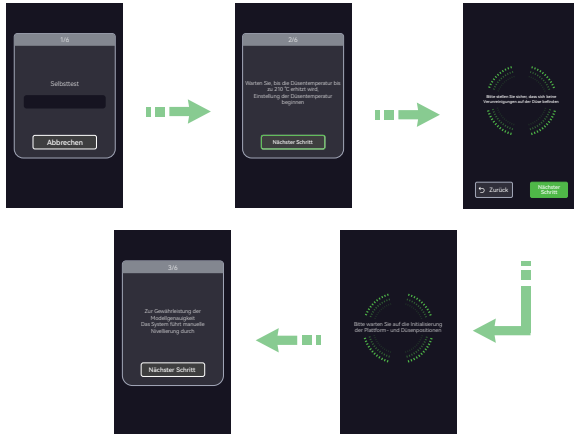 1/6
Selbsttest
Abbrechen
2/6
Warten Sie, bis die Düsentemperatur bis
zu 210 °C erhitzt wird.
Einstellung der Düsentemperatur
beginnen
Nächster Schritt
Bitte stellen Sie sicher, dass sich keine
Verunreinigungen auf der Düse befinden
Zurück
Nächster
Schritt
Bitte warten Sie auf die Initialisierung
der Plattform- und Düsenpositionen
3/6
Zur Gewährleistung der
Modellgenauigkeit
Das System führt manuelle
Nivellierung durch
Nächster Schritt